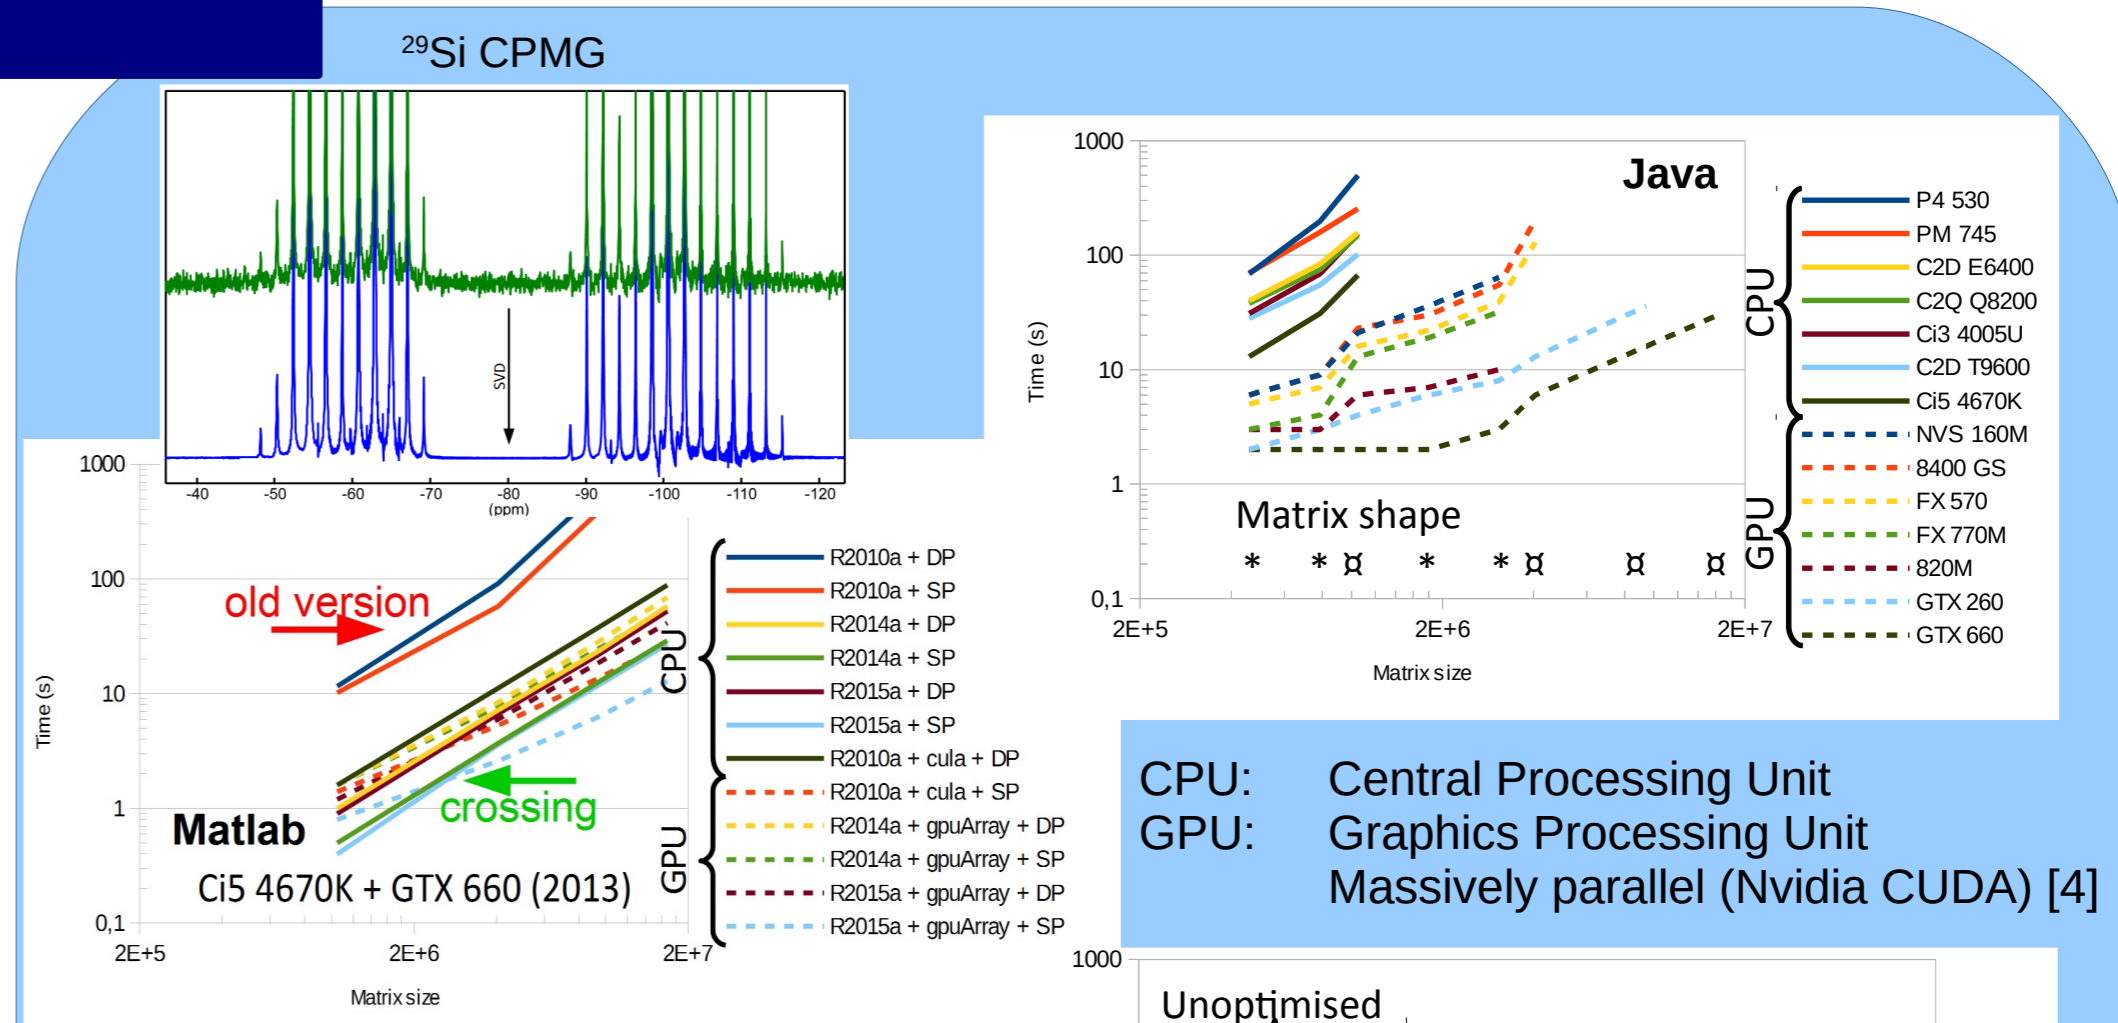 ²⁹Si CPMG
SVD
-40 -50 -60 -70 -80 -90 -100 -110 -120
(ppm)
1000
100
10
1
0,1
Time (s)
2E+5 2E+6 2E+7
Matrix size
old version
crossing
Matlab
Ci5 4670K + GTX 660 (2013)
CPU
R2010a + DP
R2010a + SP
R2014a + DP
R2014a + SP
R2015a + DP
R2015a + SP
R2010a + cula + DP
GPU
R2010a + cula + SP
R2014a + gpuArray + DP
R2014a + gpuArray + SP
R2015a + gpuArray + DP
R2015a + gpuArray + SP
Java
1000
100
10
1
0,1
Time (s)
Matrix shape
* * ¤ * * ¤ ¤ ¤
2E+5 2E+6 2E+7
Matrix size
CPU
P4 530
PM 745
C2D E6400
C2Q Q8200
Ci3 4005U
C2D T9600
Ci5 4670K
GPU
NVS 160M
8400 GS
FX 570
FX 770M
820M
GTX 260
GTX 660
CPU: Central Processing Unit
GPU: Graphics Processing Unit
Massively parallel (Nvidia CUDA) [4]
1000
Unoptimised